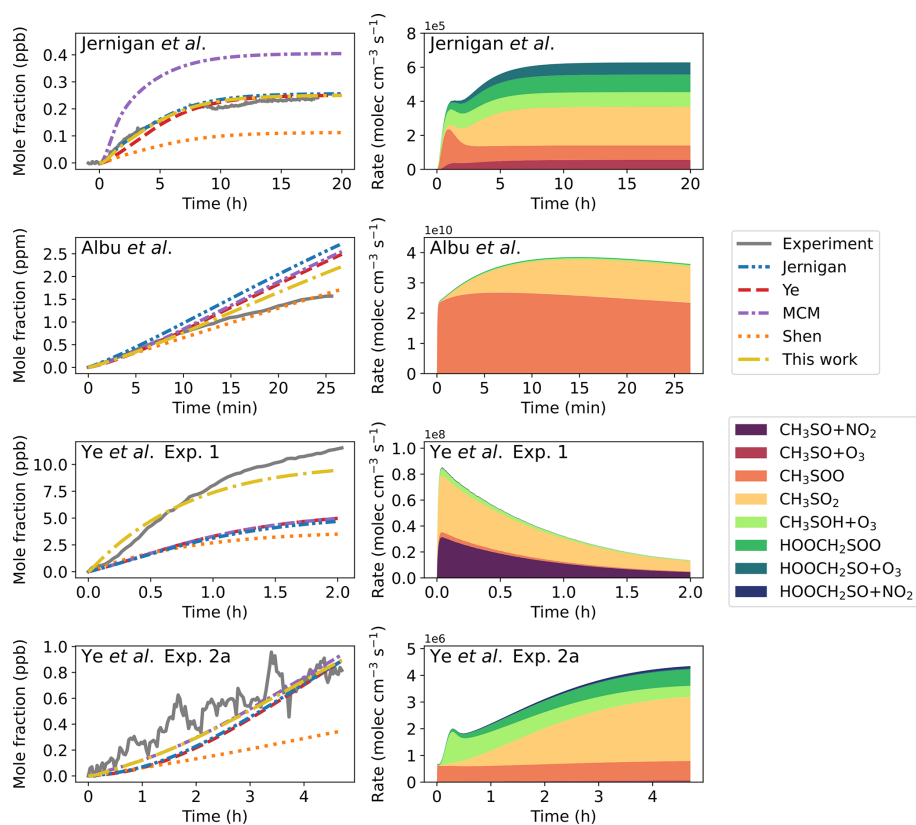 Jernigan et al.
Mole fraction (ppb)
0.4
0.3
0.2
0.1
0.0
0 5 10 15 20
Time (h)
1e5
Jernigan et al.
Rate (molec cm⁻³ s⁻¹)
8
6
4
2
0
0 5 10 15 20
Time (h)
Albu et al.
Mole fraction (ppm)
2.5
2.0
1.5
1.0
0.5
0.0
0 5 10 15 20 25
Time (min)
1e10
Albu et al.
Rate (molec cm⁻³ s⁻¹)
4
3
2
1
0
0 5 10 15 20 25
Time (min)
Experiment
Jernigan
Ye
MCM
Shen
This work
Ye et al. Exp. 1
Mole fraction (ppb)
10.0
7.5
5.0
2.5
0.0
0.0 0.5 1.0 1.5 2.0
Time (h)
1e8
Ye et al. Exp. 1
Rate (molec cm⁻³ s⁻¹)
1.0
0.8
0.6
0.4
0.2
0.0
0.0 0.5 1.0 1.5 2.0
Time (h)
CH₃SO+NO₂
CH₃SO+O₃
CH₃SOO
CH₃SO₂
CH₃SOH+O₃
HOOCH₂SOO
HOOCH₂SO+O₃
HOOCH₂SO+NO₂
Ye et al. Exp. 2a
Mole fraction (ppb)
1.0
0.8
0.6
0.4
0.2
0.0
0 1 2 3 4
Time (h)
1e6
Ye et al. Exp. 2a
Rate (molec cm⁻³ s⁻¹)
5
4
3
2
1
0
0 1 2 3 4
Time (h)